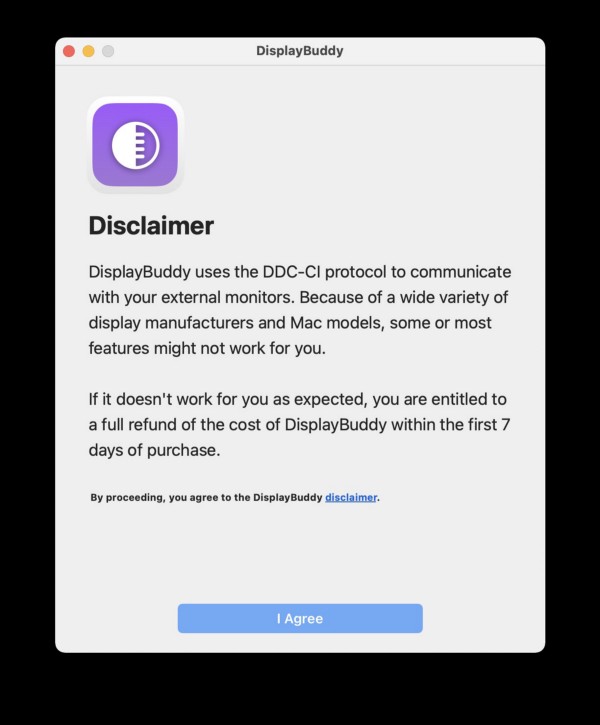 DisplayBuddy
Disclaimer
DisplayBuddy uses the DDC-CI protocol to communicate
with your external monitors. Because of a wide variety of
display manufacturers and Mac models, some or most
features might not work for you.
If it doesn't work for you as expected, you are entitled to
a full refund of the cost of DisplayBuddy within the first 7
days of purchase.
By proceeding, you agree to the DisplayBuddy disclaimer.
I Agree